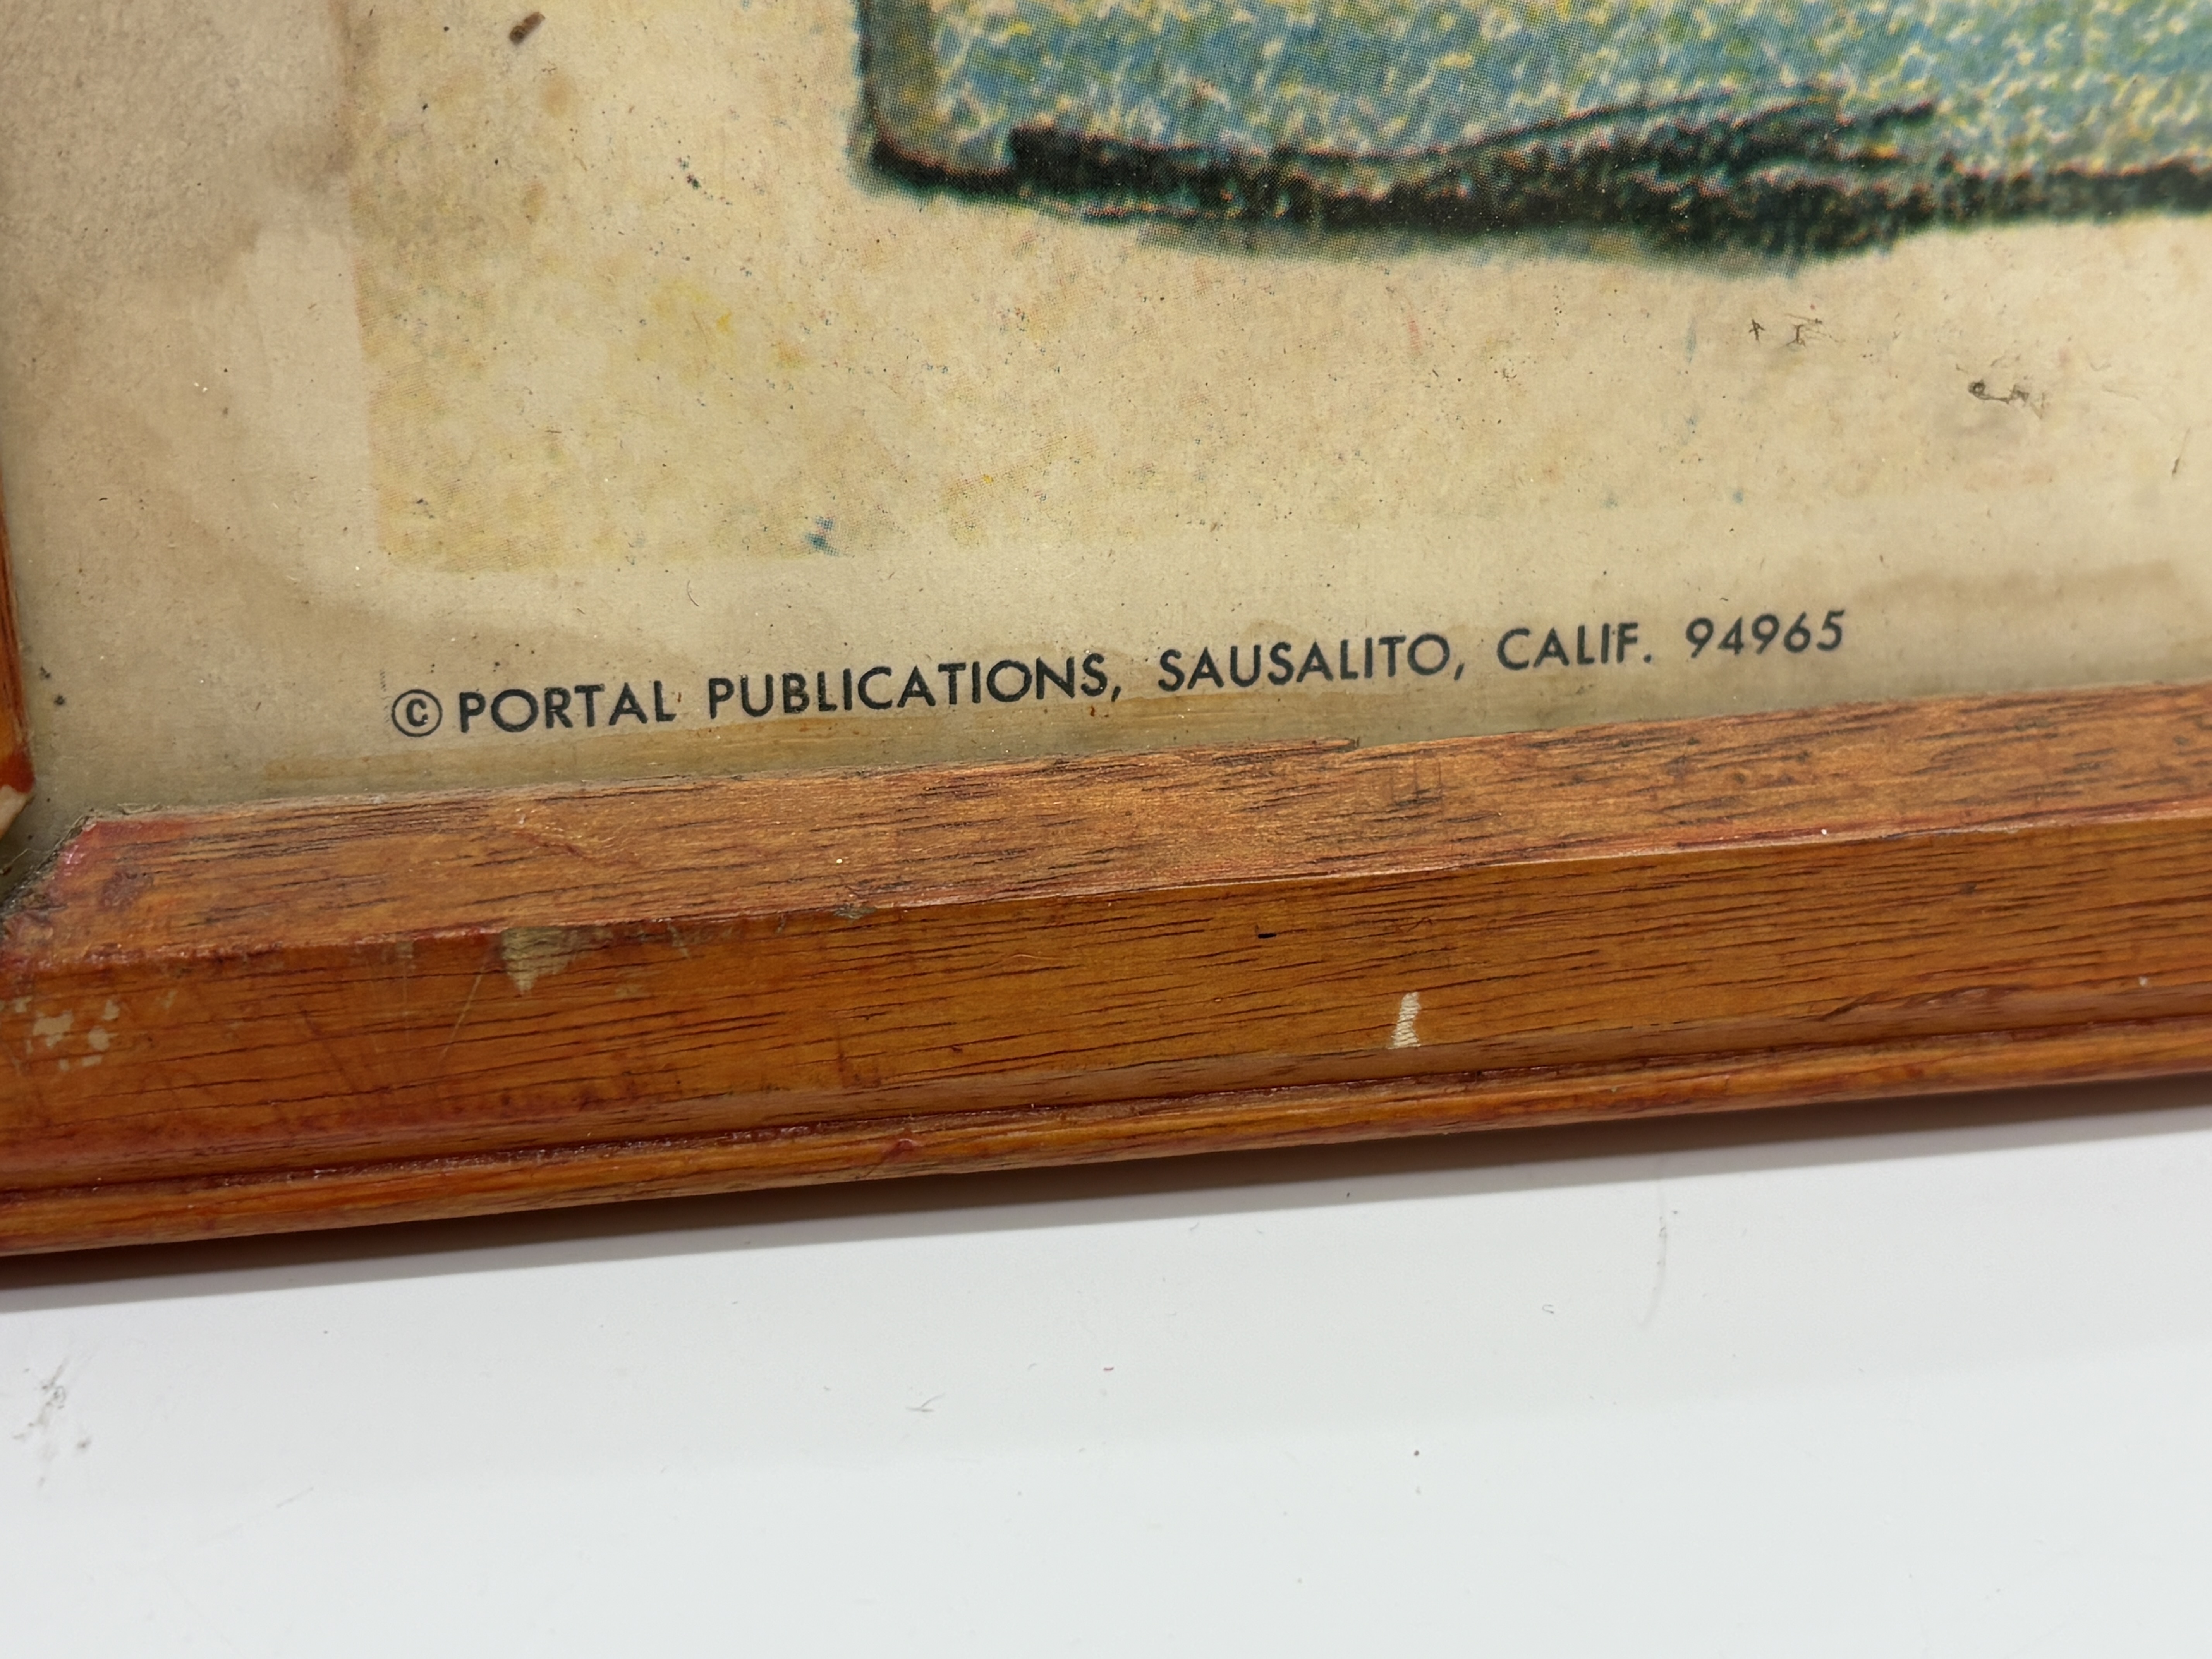 ©PORTAL PUBLICATIONS, SAUSALITO, CALIF. 94965